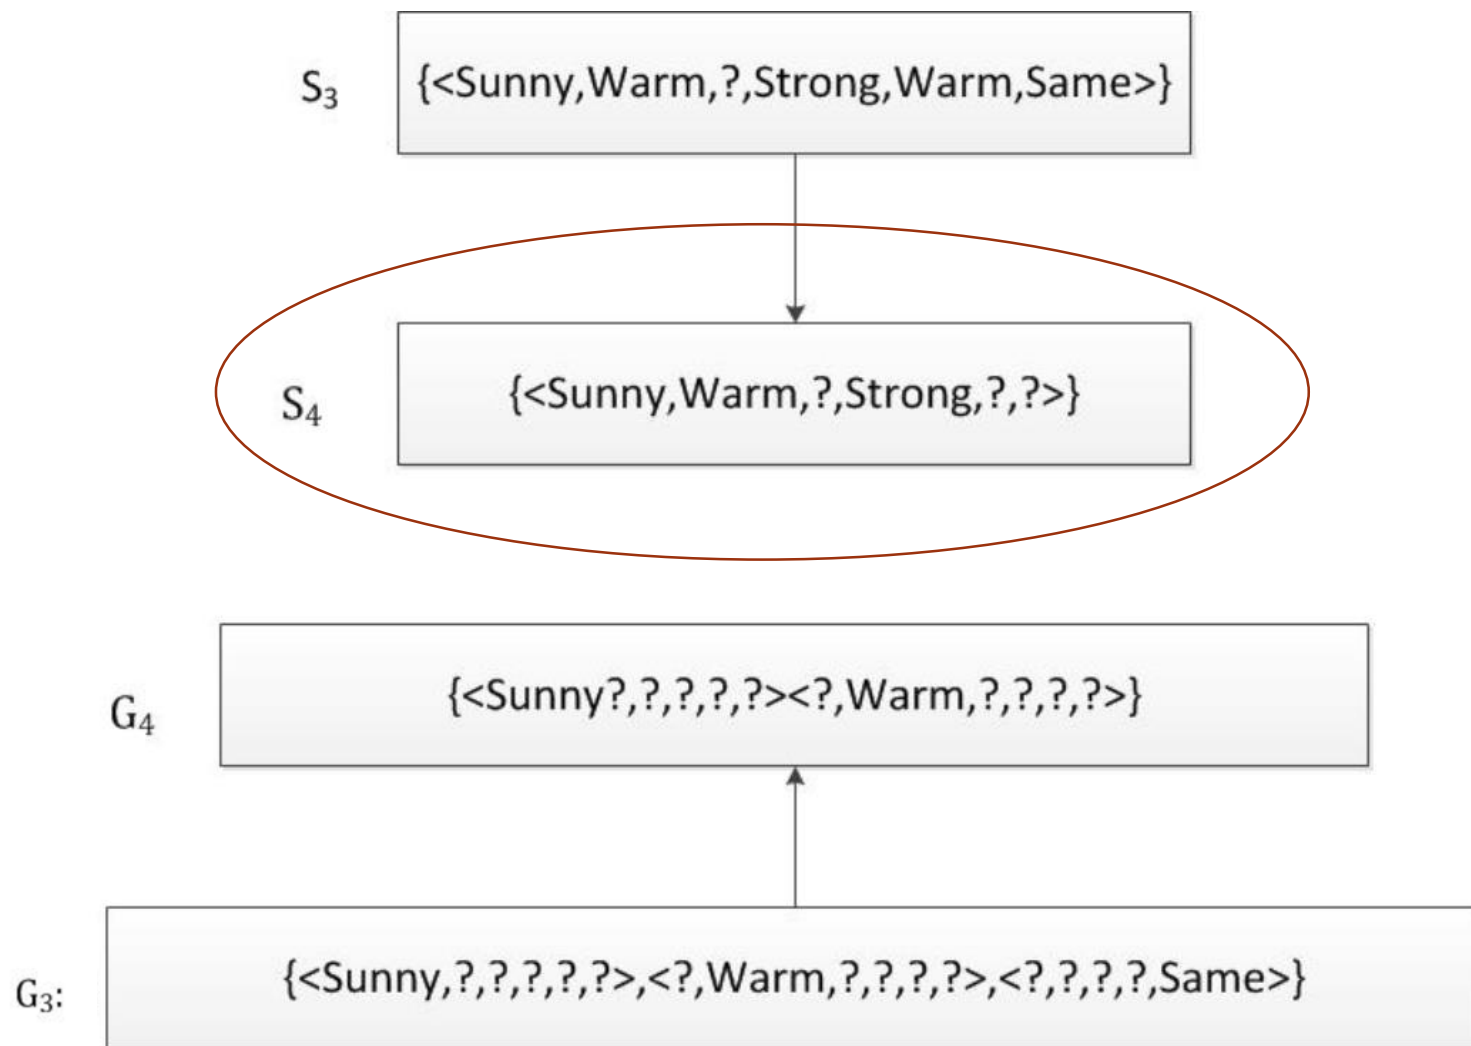 S₃ {<Sunny,Warm,?,Strong,Warm,Same>}
S₄ {<Sunny,Warm,?,Strong,?,?>}
G₄ {<Sunny?,?,?,?,?><?,Warm,?,?,?,?>}
G₃: {<Sunny,?,?,?,?,?>,<?,Warm,?,?,?,?>,<?,?,?,?,Same>}